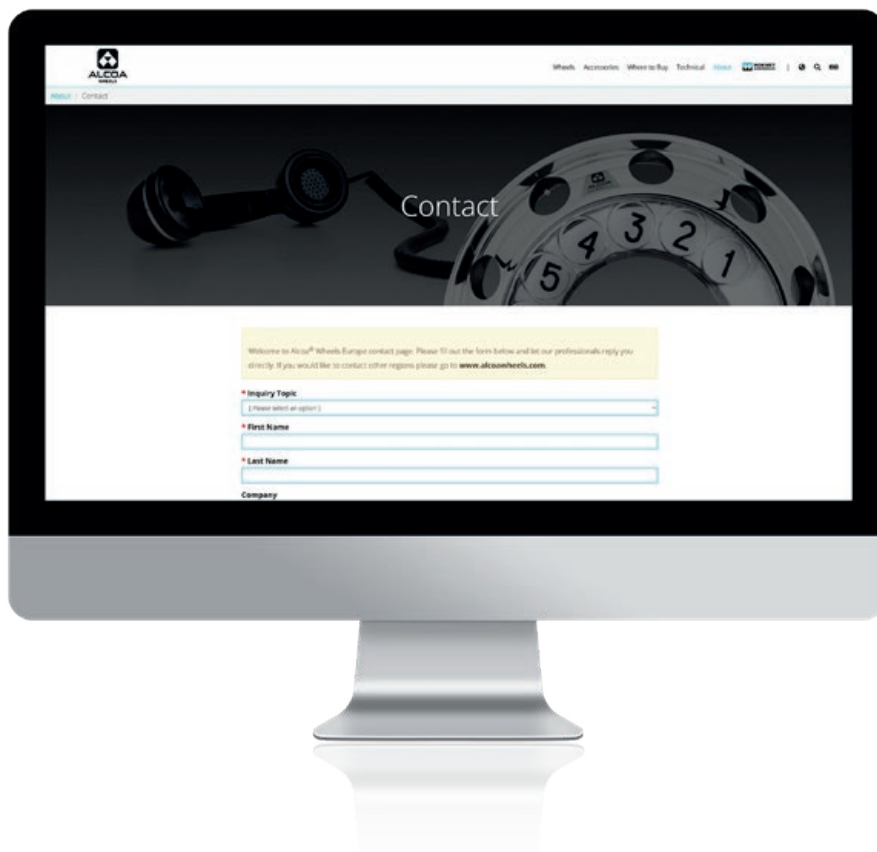 ALCOA
WHEELS
Wheels Accessories Where to Buy Technical About HOWMET |
About / Contact
Contact
ALCOA
5 4 3 2 1
Welcome to Alcoa® Wheels Europe contact page. Please fill out the form below and let our professionals reply you
directly. If you would like to contact other regions please go to www.alcoawheels.com.
* Inquiry Topic
[ Please select an option ]
* First Name
* Last Name
Company